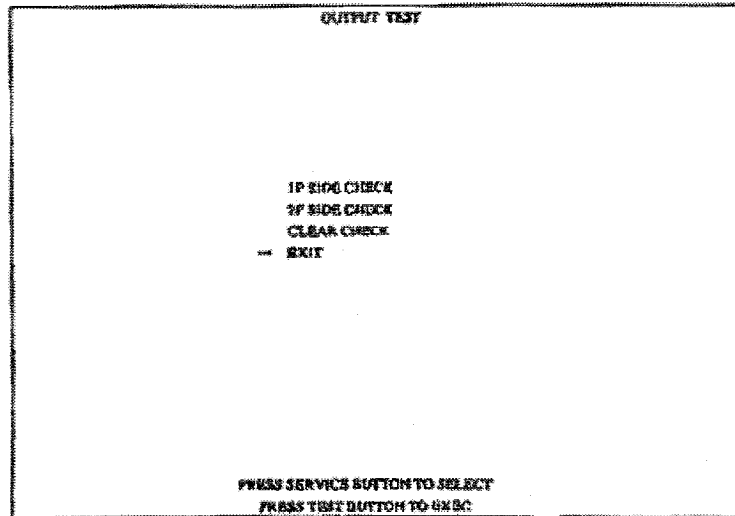 OUTPUT TEST
1P SIDE CHECK
2P SIDE CHECK
CLEAR CHECK
→ EXIT
PRESS SERVICE BUTTON TO SELECT
PRESS TEST BUTTON TO EXEC